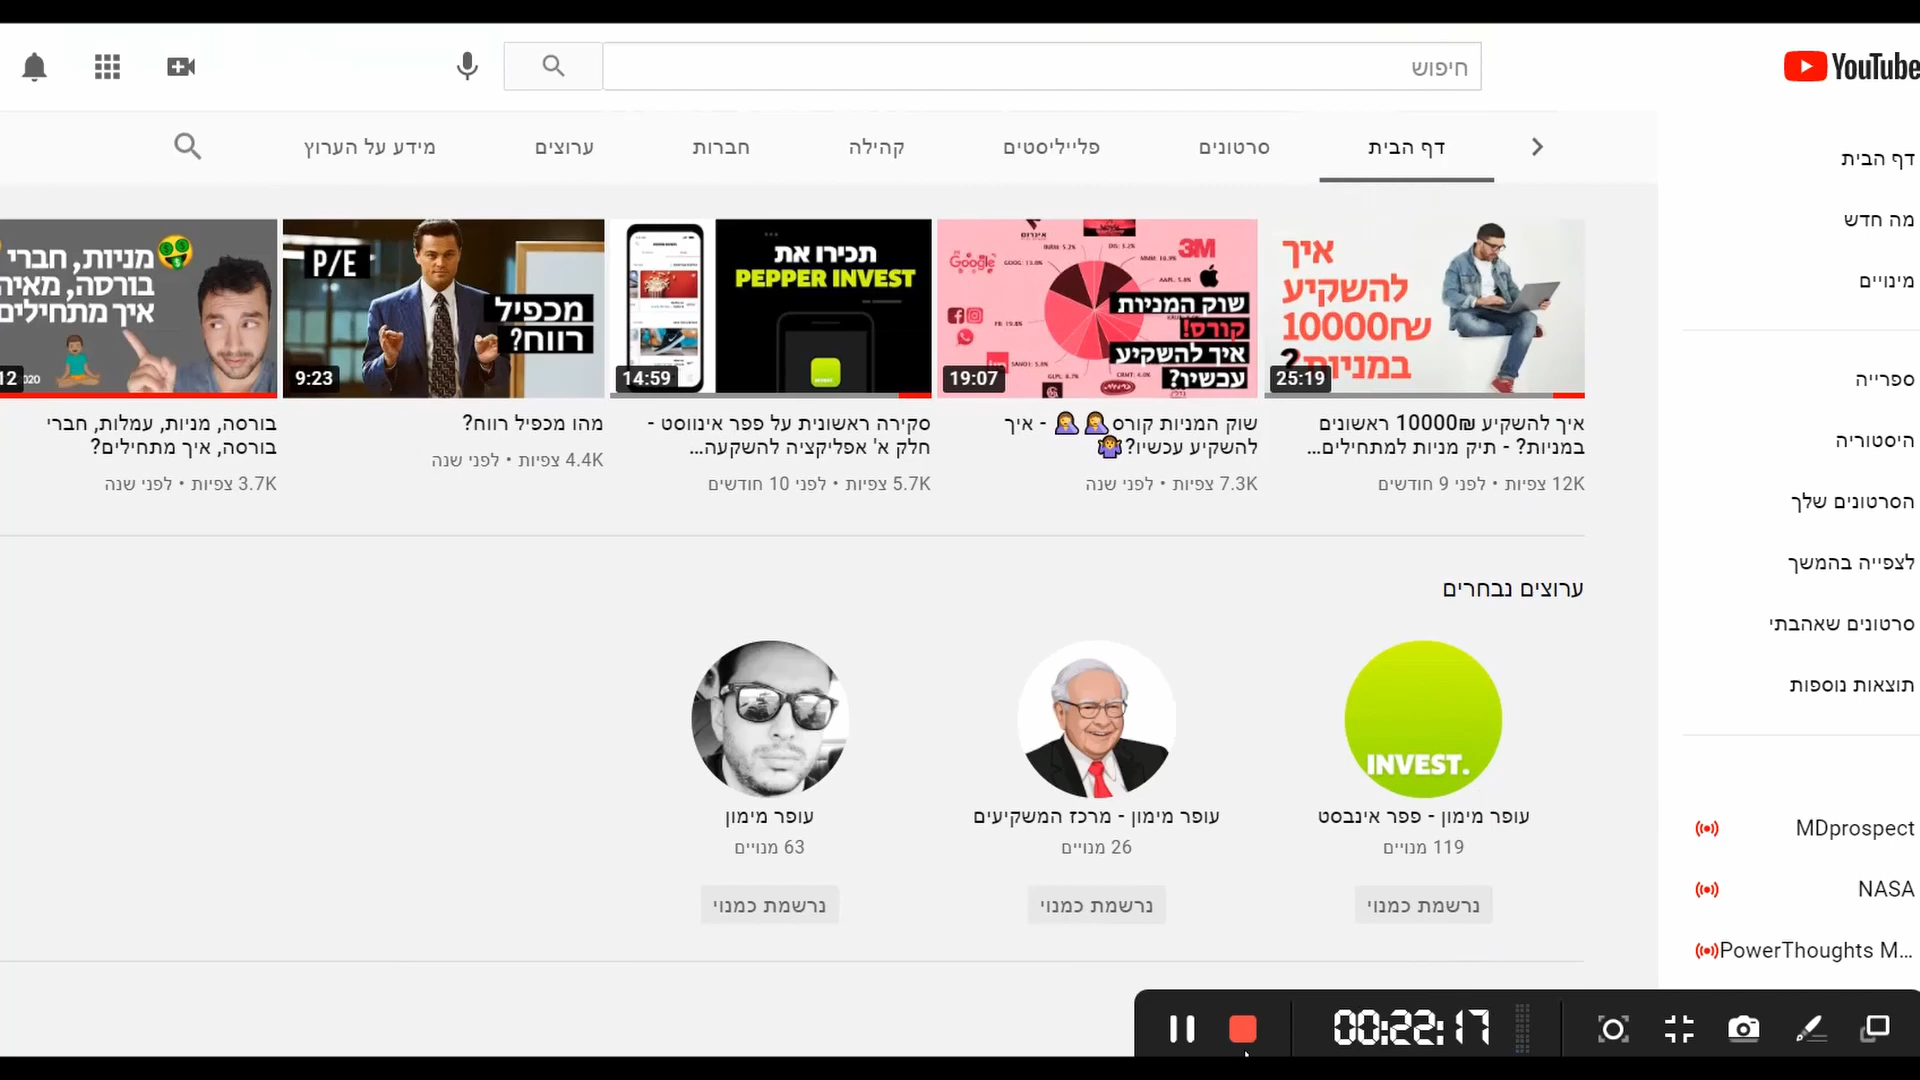 YouTube
חיפוש
דף הבית
סרטונים
פלייליסטים
קהילה
חברות
ערוצים
מידע על הערוץ
דף הבית
מה חדש
מינויים
ספרייה
היסטוריה
הסרטונים שלך
לצפייה בהמשך
סרטונים שאהבתי
תוצאות נוספות
MDprospect
NASA
PowerThoughts M...
איך
להשקיע
10000₪
במניות?
25:19
איך להשקיע 10000₪ ראשונים
במניות? - תיק מניות למתחילים...
12K צפיות • לפני 9 חודשים
Google
3M
שוק המניות
קורס!
איך להשקיע
עכשיו?
19:07
שוק המניות קורס🤦‍♀️🤦‍♀️ - איך
להשקיע עכשיו?🤷‍♀️
7.3K צפיות • לפני שנה
תכירו את
PEPPER INVEST
14:59
סקירה ראשונית על פפר אינווסט -
חלק א' אפליקציה להשקעה...
5.7K צפיות • לפני 10 חודשים
P/E
מכפיל
רווח?
9:23
מהו מכפיל רווח?
4.4K צפיות • לפני שנה
מניות, חברי
בורסה, מאיה
איך מתחילים
12
בורסה, מניות, עמלות, חברי
בורסה, איך מתחילים?
3.7K צפיות • לפני שנה
ערוצים נבחרים
INVEST.
עופר מימון - פפר אינבסט
119 מנויים
נרשמת כמנוי
עופר מימון - מרכז המשקיעים
26 מנויים
נרשמת כמנוי
עופר מימון
63 מנויים
נרשמת כמנוי
00:22:17